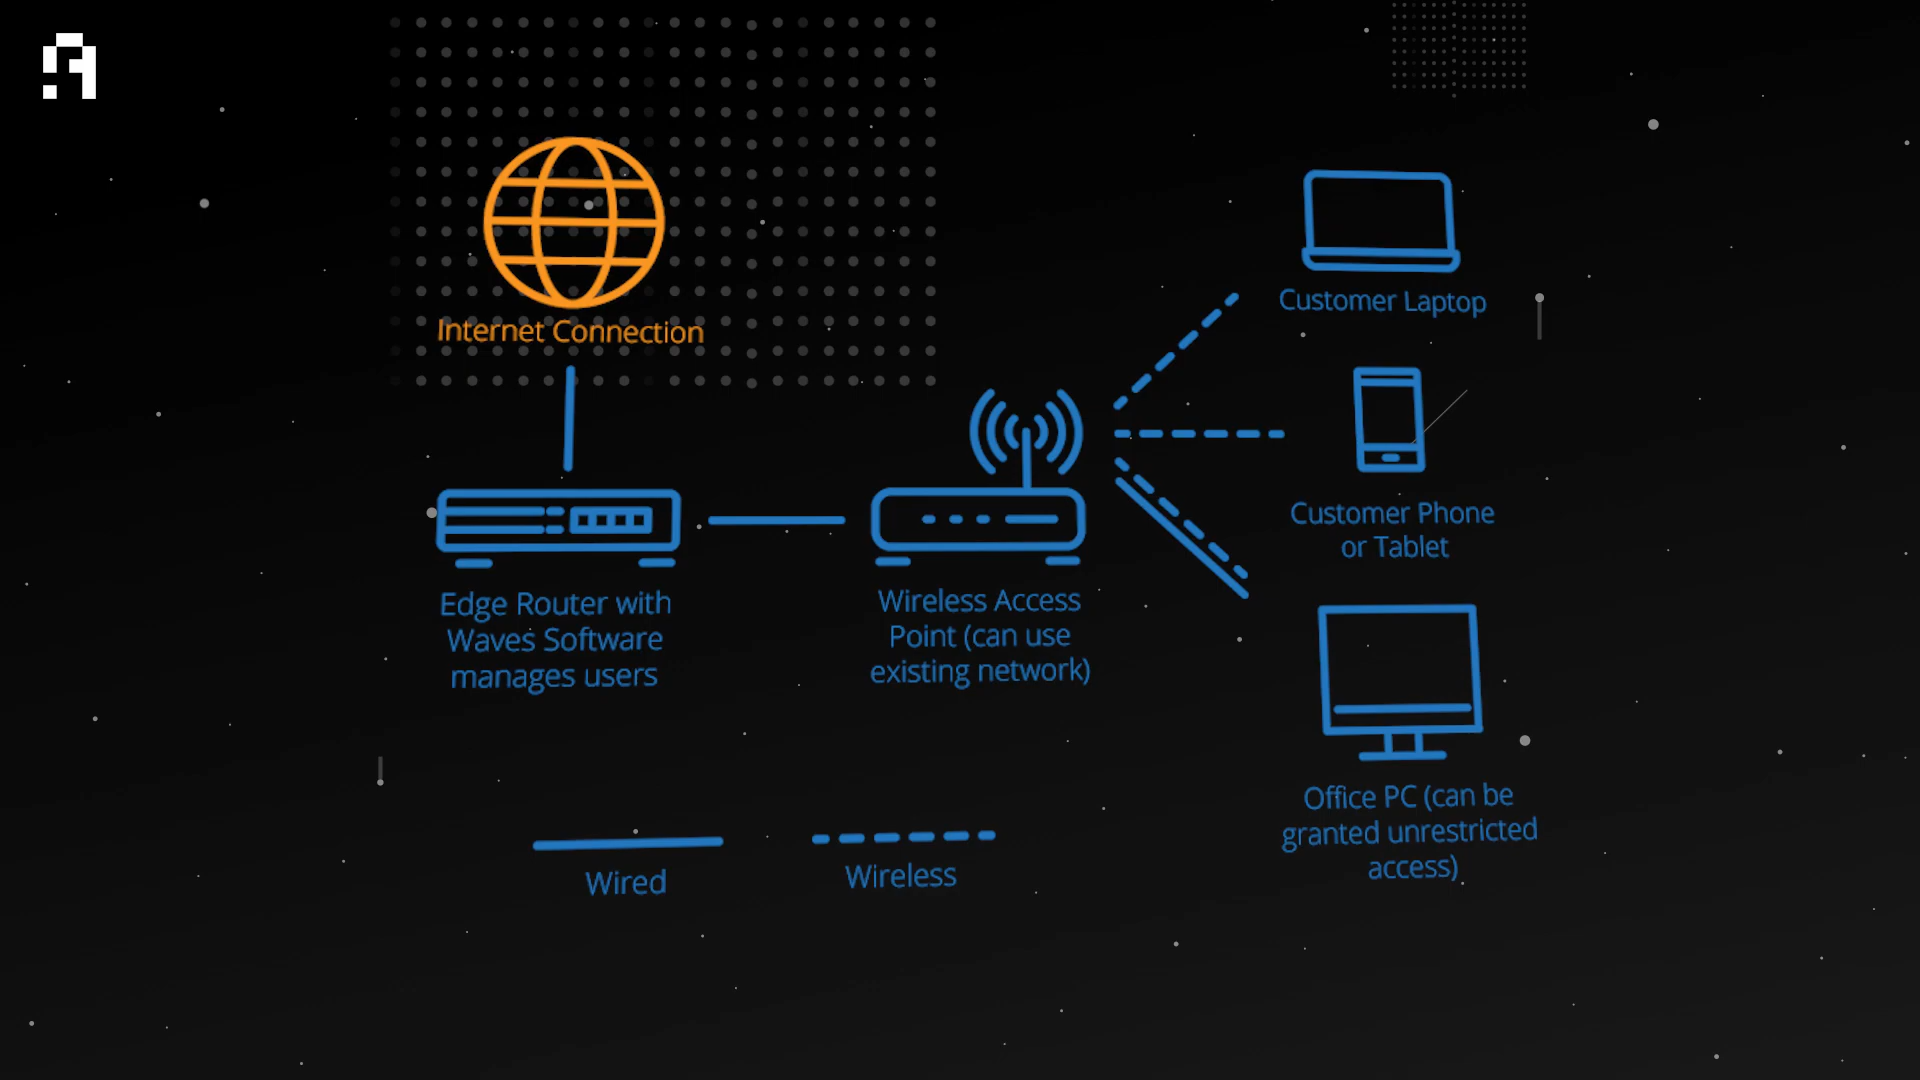 Internet Connection
Customer Laptop
Customer Phone
or Tablet
Edge Router with
Waves Software
manages users
Wireless Access
Point (can use
existing network)
Office PC (can be
granted unrestricted
access)
Wired
Wireless